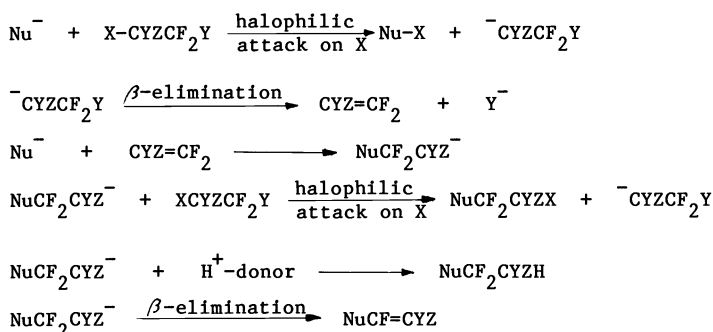 Nu⁻ + X-CYZCF₂Y halophilic attack on X Nu-X + ⁻CYZCF₂Y
⁻CYZCF₂Y β-elimination CYZ=CF₂ + Y⁻
Nu⁻ + CYZ=CF₂ NuCF₂CYZ⁻
NuCF₂CYZ⁻ + XCYZCF₂Y halophilic attack on X NuCF₂CYZX + ⁻CYZCF₂Y
NuCF₂CYZ⁻ + H⁺-donor NuCF₂CYZH
NuCF₂CYZ⁻ β-elimination NuCF=CYZ